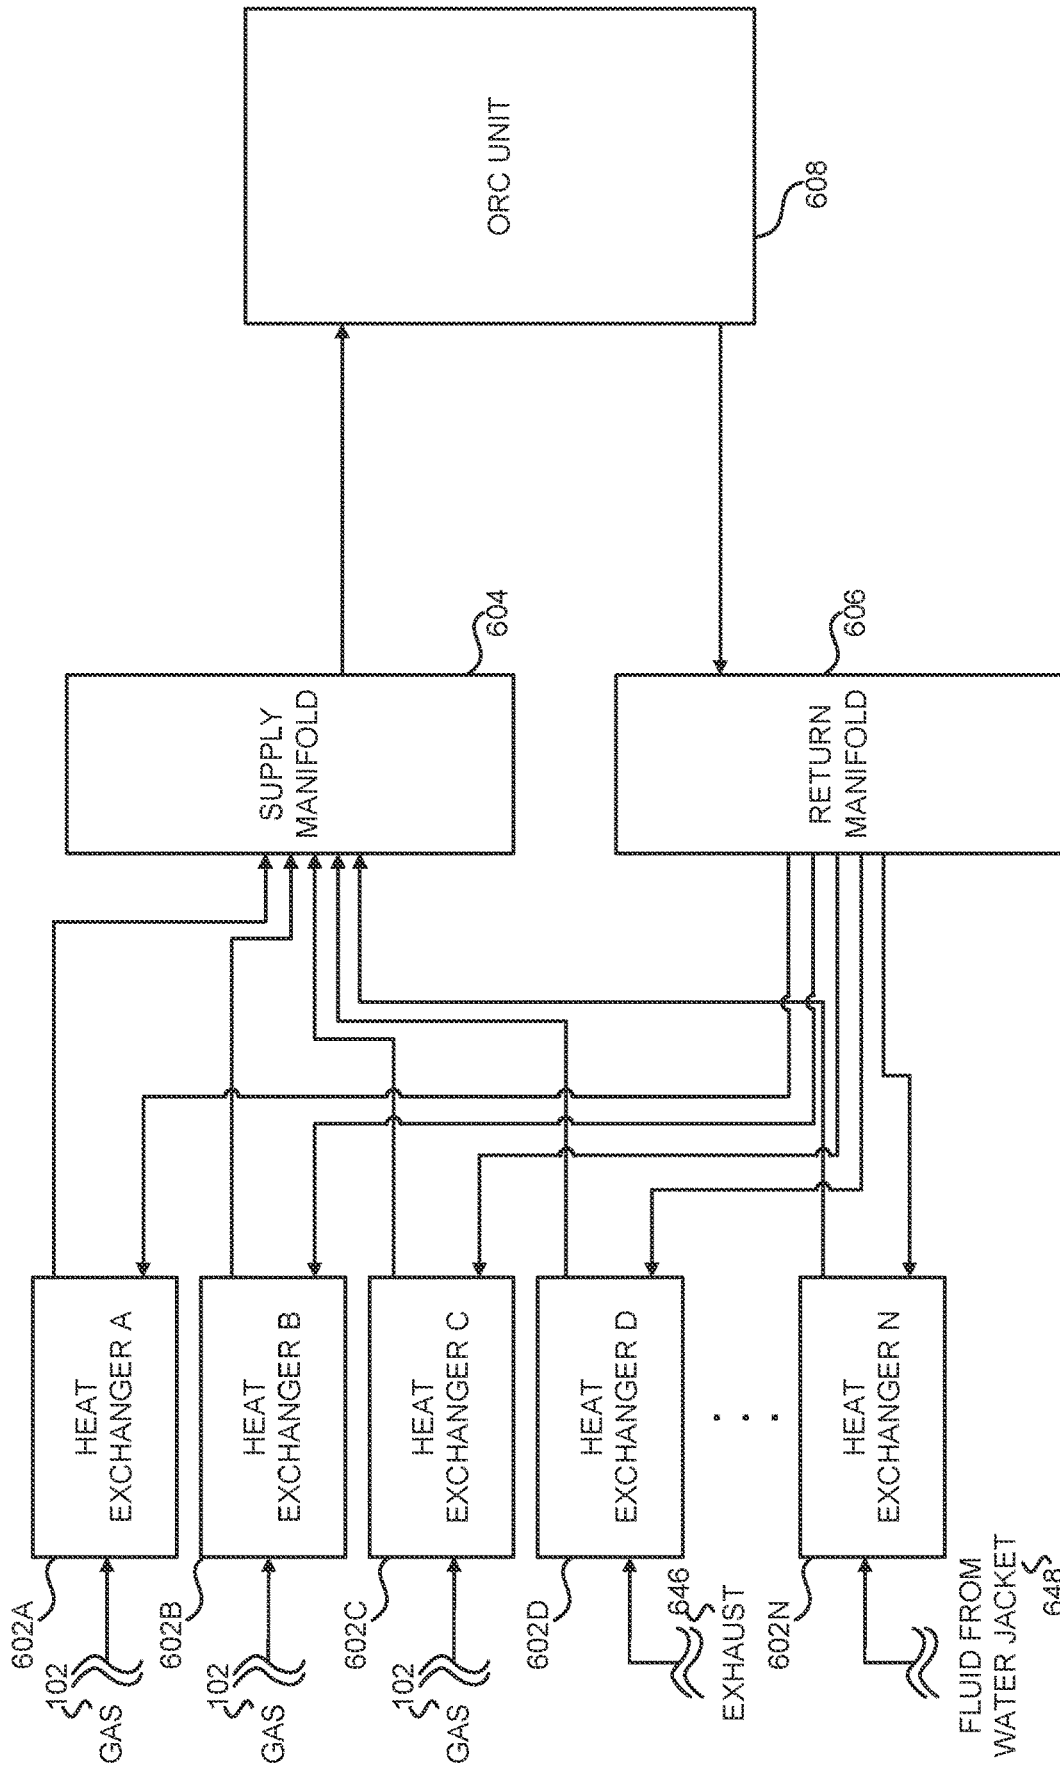 602A
102
GAS
HEAT
EXCHANGER A
602B
102
GAS
HEAT
EXCHANGER B
602C
102
GAS
HEAT
EXCHANGER C
602D
646
EXHAUST
HEAT
EXCHANGER D
. . .
602N
FLUID FROM
WATER JACKET
648
HEAT
EXCHANGER N
SUPPLY
MANIFOLD
604
RETURN
MANIFOLD
606
ORC UNIT
608